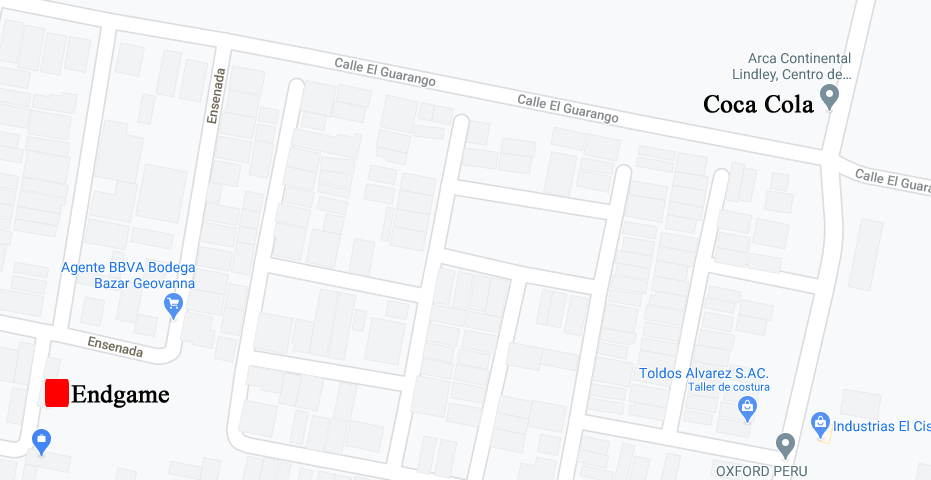 Calle El Guarango
Arca Continental
Lindley, Centro de...
Coca Cola
Ensenada
Calle El Guarango
Calle El Guara
Agente BBVA Bodega
Bazar Geovanna
Ensenada
Endgame
Toldos Alvarez S.AC.
Taller de costura
Industrias El Cis
OXFORD PERU